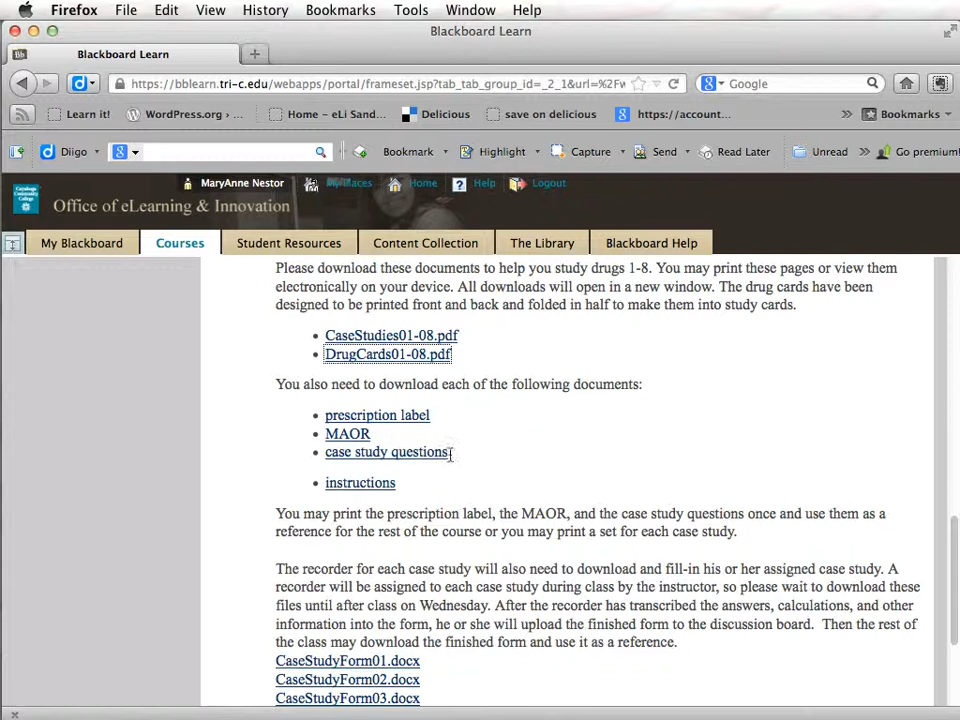 Firefox File Edit View History Bookmarks Tools Window Help
Blackboard Learn
Bb Blackboard Learn +
https://bblearn.tri-c.edu/webapps/portal/frameset.jsp?tab_tab_group_id=_2_1&url=%2Fw Google
Learn it! WordPress.org › ... Home – eLi Sand... Delicious save on delicious https://account... » Bookmarks
Diigo Bookmark Highlight Capture Send Read Later Unread » Go premium!
MaryAnne Nestor My Places Home Help Logout
Office of eLearning & Innovation
My Blackboard Courses Student Resources Content Collection The Library Blackboard Help
Please download these documents to help you study drugs 1-8. You may print these pages or view them
electronically on your device. All downloads will open in a new window. The drug cards have been
designed to be printed front and back and folded in half to make them into study cards.
• CaseStudies01-08.pdf
• DrugCards01-08.pdf
You also need to download each of the following documents:
• prescription label
• MAOR
• case study questions
• instructions
You may print the prescription label, the MAOR, and the case study questions once and use them as a
reference for the rest of the course or you may print a set for each case study.
The recorder for each case study will also need to download and fill-in his or her assigned case study. A
recorder will be assigned to each case study during class by the instructor, so please wait to download these
files until after class on Wednesday. After the recorder has transcribed the answers, calculations, and other
information into the form, he or she will upload the finished form to the discussion board.  Then the rest of
the class may download the finished form and use it as a reference.
CaseStudyForm01.docx
CaseStudyForm02.docx
CaseStudyForm03.docx